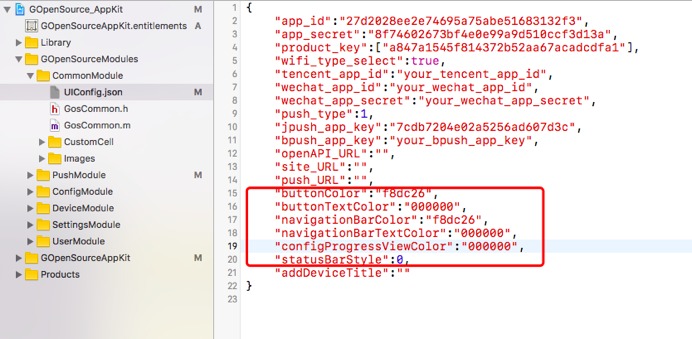 GOpenSource_AppKit M
GOpenSourceAppKit.entitlements A
Library
GOpenSourceModules
CommonModule
UIConfig.json M
GosCommon.h
GosCommon.m
CustomCell
Images
PushModule M
ConfigModule
DeviceModule
SettingsModule
UserModule
GOpenSourceAppKit M
Products
1 {
2 "app_id":"27d2028ee2e74695a75abe51683132f3",
3 "app_secret":"8f74602673bf4e0e99a9d510ccf3d13a",
4 "product_key":["a847a1545f814372b52aa67acadcdfa1"],
5 "wifi_type_select":true,
6 "tencent_app_id":"your_tencent_app_id",
7 "wechat_app_id":"your_wechat_app_id",
8 "wechat_app_secret":"your_wechat_app_secret",
9 "push_type":1,
10 "jpush_app_key":"7cdb7204e02a5256ad607d3c",
11 "bpush_app_key":"your_bpush_app_key",
12 "openAPI_URL":"",
13 "site_URL":"",
14 "push_URL":"",
15 "buttonColor":"f8dc26",
16 "buttonTextColor":"000000",
17 "navigationBarColor":"f8dc26",
18 "navigationBarTextColor":"000000",
19 "configProgressViewColor":"000000",
20 "statusBarStyle":0,
21 "addDeviceTitle":""
22 }
23